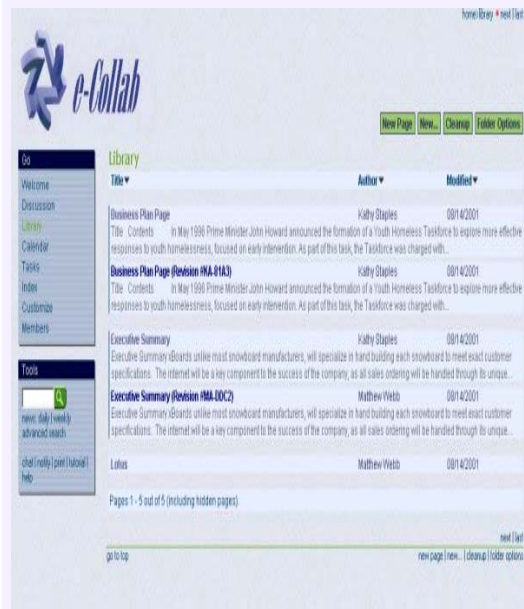 home| library • next | last
e-Collab
New Page New... Cleanup Folder Options
Go
Welcome
Discussion
Library
Calendar
Tasks
Index
Customize
Members
Tools
news: daily | weekly
advanced search
chat | notify | print | tutorial |
help
Library
Title Author Modified
Business Plan Page Kathy Staples 08/14/2001
Title Contents In May 1996 Prime Minister John Howard announced the formation of a Youth Homeless Taskforce to explore more effective
responses to youth homelessness, focused on early intervention. As part of this task, the Taskforce was charged with...
Business Plan Page (Revision #KA-81A3) Kathy Staples 08/14/2001
Title Contents In May 1996 Prime Minister John Howard announced the formation of a Youth Homeless Taskforce to explore more effective
responses to youth homelessness, focused on early intervention. As part of this task, the Taskforce was charged with...
Executive Summary Kathy Staples 08/14/2001
Executive Summary xBoards unlike most snowboard manufacturers, will specialize in hand building each snowboard to meet exact customer
specifications. The internet will be a key component to the success of the company, as all sales ordering will be handled through its unique...
Executive Summary (Revision #MA-DDC2) Matthew Webb 08/14/2001
Executive Summary xBoards unlike most snowboard manufacturers, will specialize in hand building each snowboard to meet exact customer
specifications. The internet will be a key component to the success of the company, as all sales ordering will be handled through its unique...
Lotus Matthew Webb 08/14/2001
Pages 1 - 5 out of 5 (including hidden pages).
next | last
go to top new page | new... | cleanup | folder options